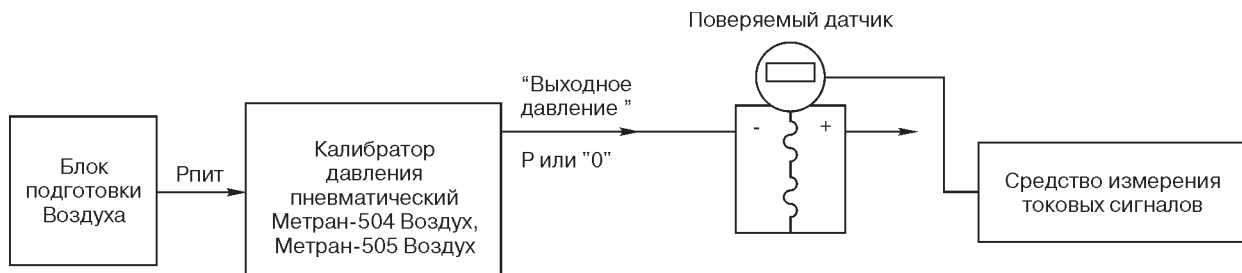 Поверяемый датчик
“Выходное
давление ”
- +
Р или "0"
Блок
подготовки
Воздуха
Рпит
Калибратор
давления
пневматический
Метран-504 Воздух,
Метран-505 Воздух
Средство измерения
токовых сигналов